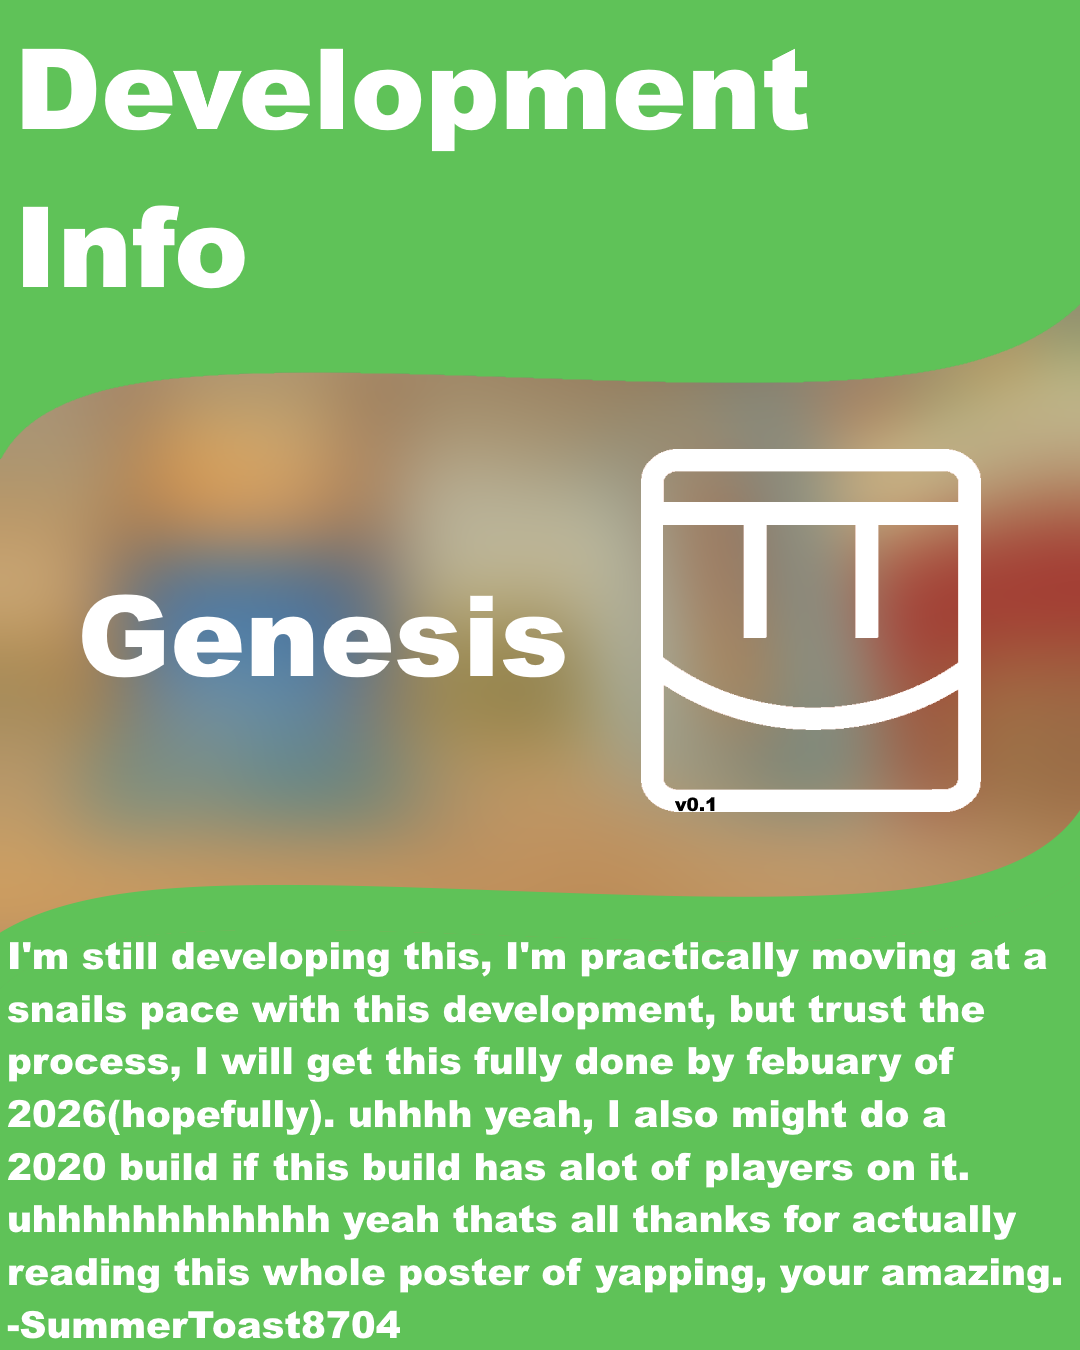 Development
Info
Genesis
v0.1
I'm still developing this, I'm practically moving at a
snails pace with this development, but trust the
process, I will get this fully done by febuary of
2026(hopefully). uhhhh yeah, I also might do a
2020 build if this build has alot of players on it.
uhhhhhhhhhhhh yeah thats all thanks for actually
reading this whole poster of yapping, your amazing.
-SummerToast8704